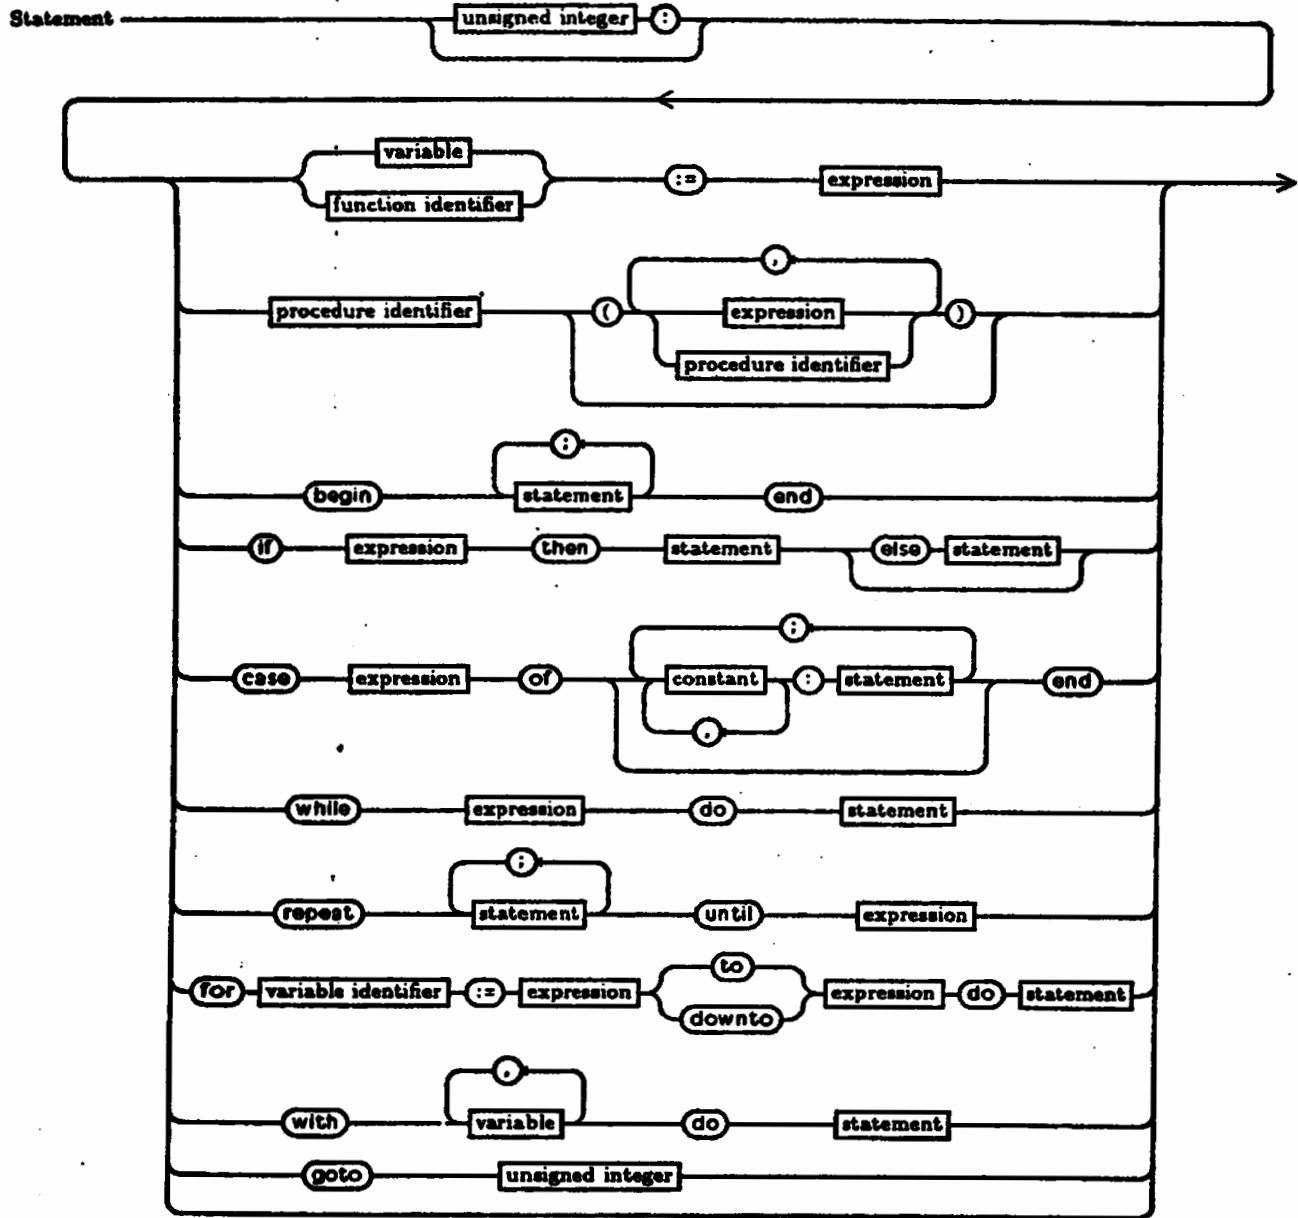 Statement unsigned integer :
variable
:= expression
function identifier
,
procedure identifier ( expression )
procedure identifier
;
begin statement end
if expression then statement else statement
;
case expression of constant : statement end
,
while expression do statement
;
repeat statement until expression
to
for variable identifier := expression expression do statement
downto
,
with variable do statement
goto unsigned integer